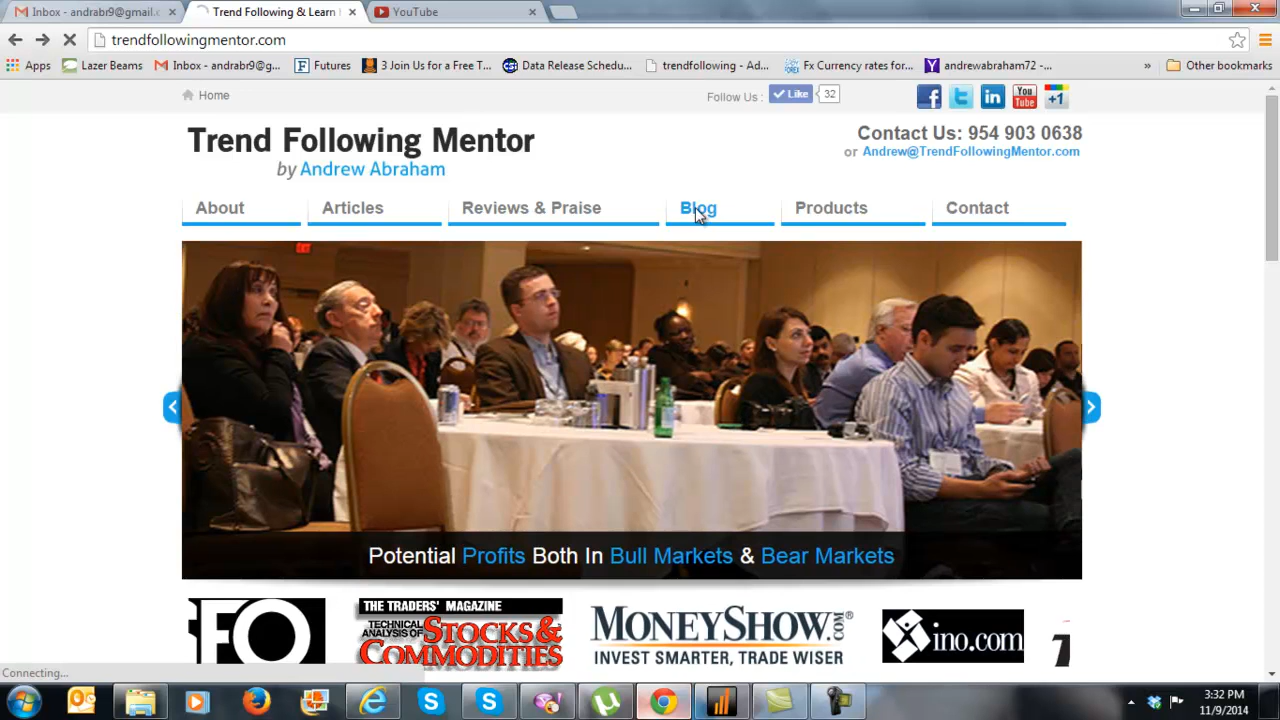 Inbox - andrabr9@gmail.c
Trend Following & Learn
YouTube
trendfollowingmentor.com
Apps
Lazer Beams
Inbox - andrabr9@g...
Futures
3 Join Us for a Free T...
Data Release Schedu...
trendfollowing - Ad...
Fx Currency rates for...
andrewabraham72 -...
»
Other bookmarks
Home
Follow Us :
Like
32
You
Tube
+1
Trend Following Mentor
by Andrew Abraham
Contact Us: 954 903 0638
or Andrew@TrendFollowingMentor.com
About
Articles
Reviews & Praise
Blog
Products
Contact
Potential Profits Both In Bull Markets & Bear Markets
FO
THE TRADERS' MAGAZINE
TECHNICAL
ANALYSIS OF
STOCKS &
COMMODITIES
MONEYSHOW.COM
INVEST SMARTER, TRADE WISER
ino.com
Connecting...
3:32 PM
11/9/2014